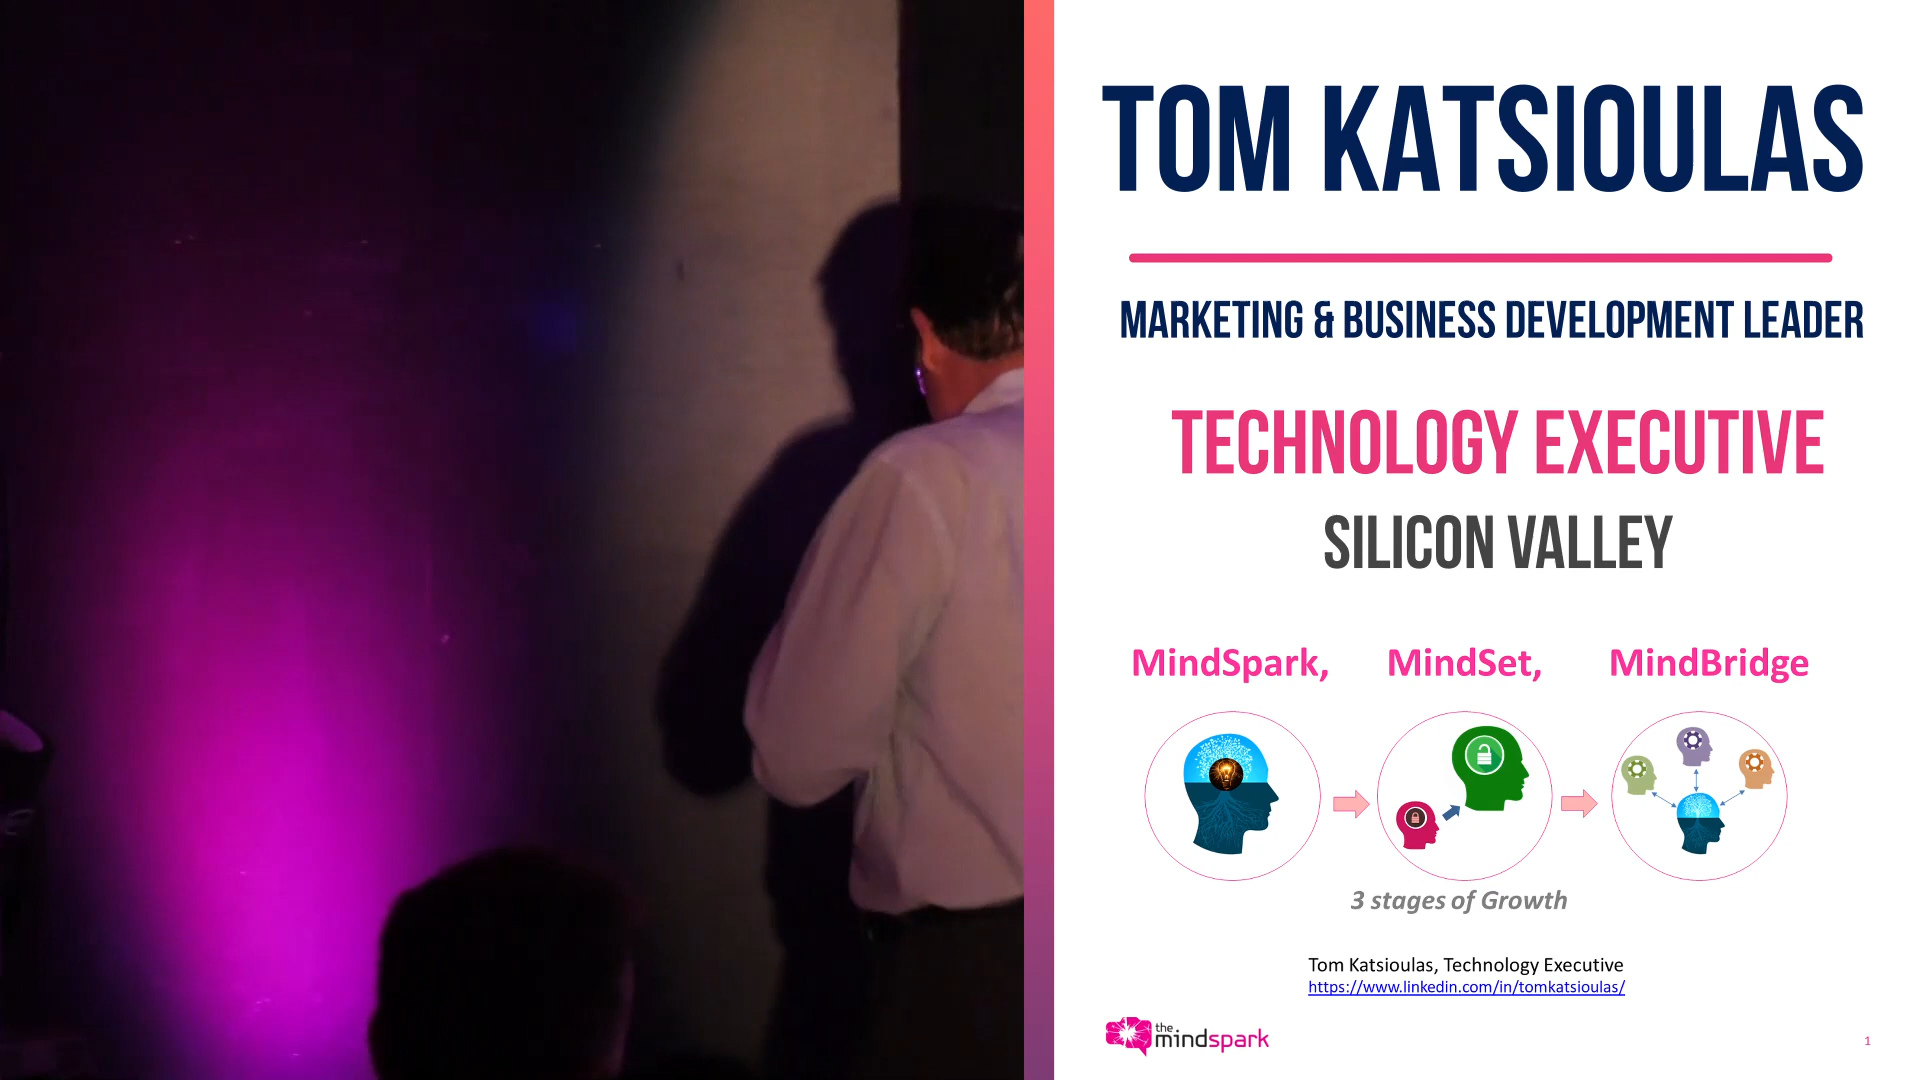 TOM KATSIOULAS
MARKETING & BUSINESS DEVELOPMENT LEADER
TECHNOLOGY EXECUTIVE
SILICON VALLEY
MindSpark, MindSet, MindBridge
3 stages of Growth
Tom Katsioulas, Technology Executive
https://www.linkedin.com/in/tomkatsioulas/
the
mindspark
1